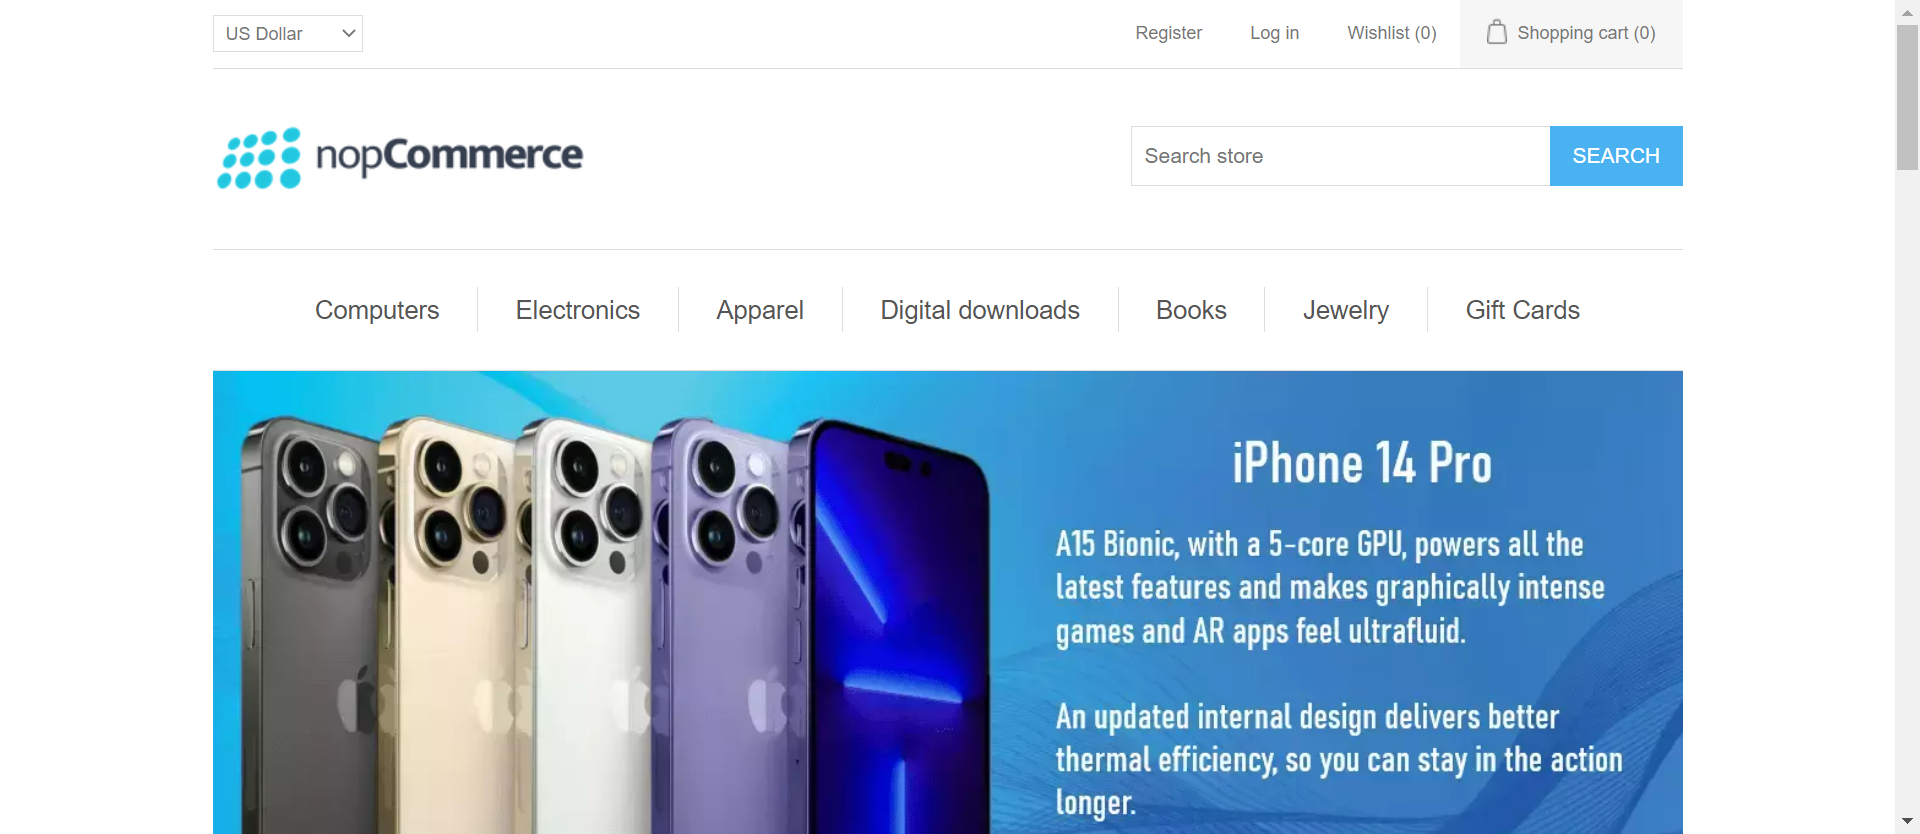 US Dollar
Register
Log in
Wishlist (0)
Shopping cart (0)
nopCommerce
Search store
SEARCH
Computers
Electronics
Apparel
Digital downloads
Books
Jewelry
Gift Cards
iPhone 14 Pro
A15 Bionic, with a 5-core GPU, powers all the
latest features and makes graphically intense
games and AR apps feel ultrafluid.
An updated internal design delivers better
thermal efficiency, so you can stay in the action
longer.